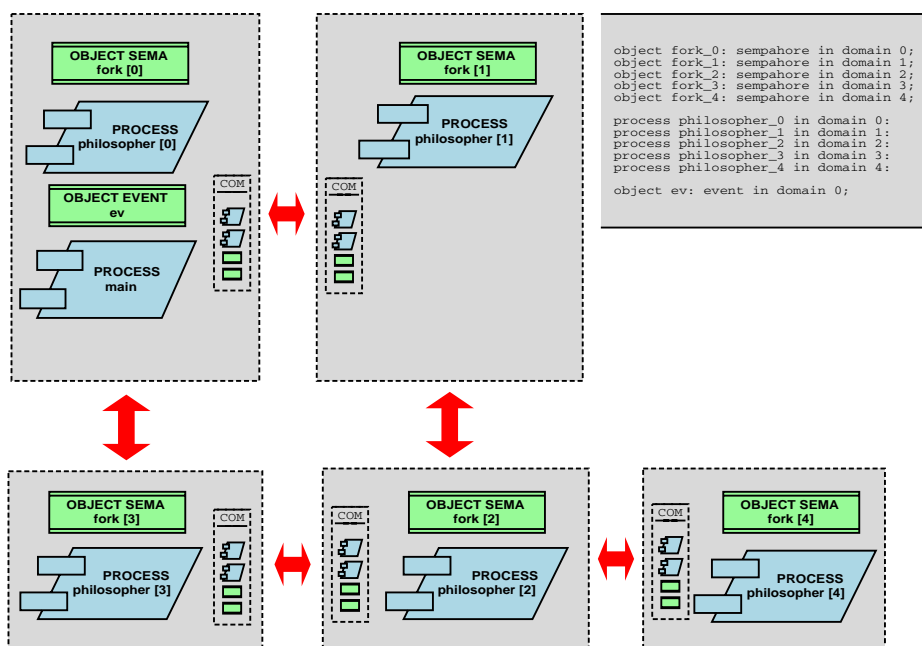 OBJECT SEMA
fork [0]
PROCESS
philosopher [0]
OBJECT EVENT
ev
PROCESS
main
COM
OBJECT SEMA
fork [1]
PROCESS
philosopher [1]
COM
object fork_0: sempahore in domain 0;
object fork_1: sempahore in domain 1;
object fork_2: sempahore in domain 2;
object fork_3: sempahore in domain 3;
object fork_4: sempahore in domain 4;
process philosopher_0 in domain 0:
process philosopher_1 in domain 1:
process philosopher_2 in domain 2:
process philosopher_3 in domain 3:
process philosopher_4 in domain 4:
object ev: event in domain 0;
OBJECT SEMA
fork [3]
PROCESS
philosopher [3]
COM
COM
OBJECT SEMA
fork [2]
PROCESS
philosopher [2]
COM
OBJECT SEMA
fork [4]
PROCESS
philosopher [4]